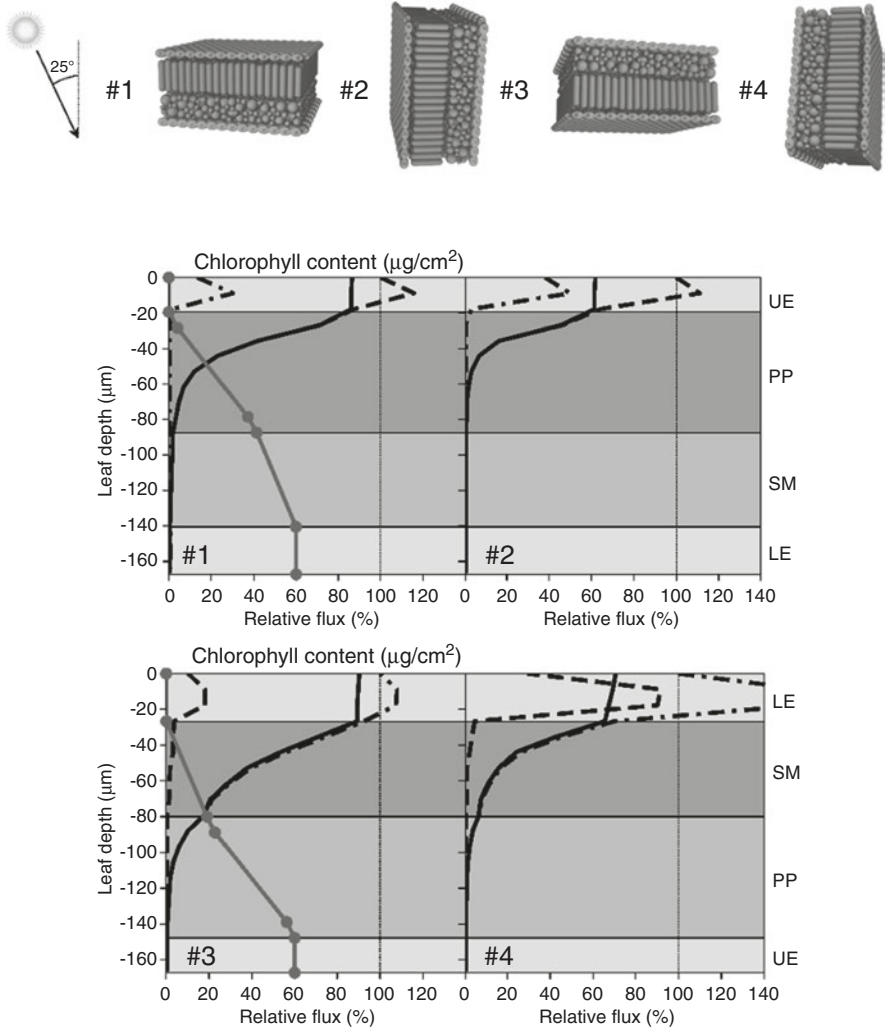 25°
#1
#2
#3
#4
Chlorophyll content (μg/cm²)
Leaf depth (μm)
0
-20
-40
-60
-80
-100
-120
-140
-160
UE
PP
SM
LE
#1
#2
0 20 40 60 80 100 120 0 20 40 60 80 100 120 140
Relative flux (%) Relative flux (%)
Chlorophyll content (μg/cm²)
Leaf depth (μm)
0
-20
-40
-60
-80
-100
-120
-140
-160
LE
SM
PP
UE
#3
#4
0 20 40 60 80 100 120 0 20 40 60 80 100 120 140
Relative flux (%) Relative flux (%)